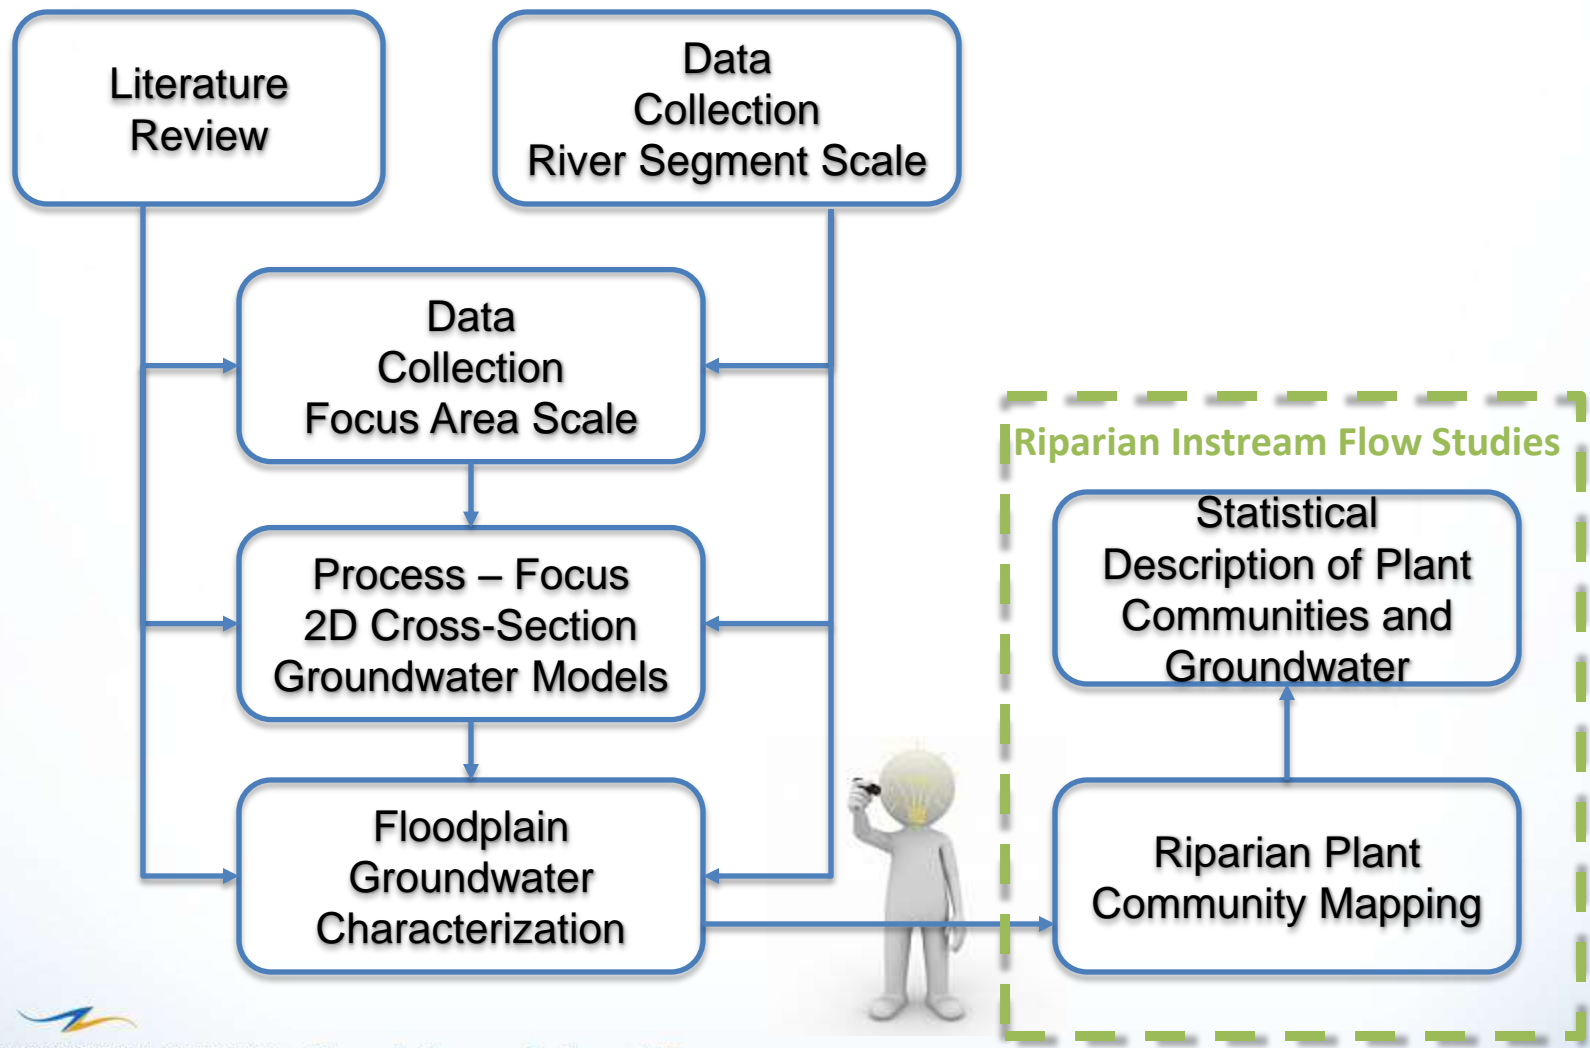 Literature
Review
Data
Collection
River Segment Scale
Data
Collection
Focus Area Scale
Process – Focus
2D Cross-Section
Groundwater Models
Floodplain
Groundwater
Characterization
Riparian Instream Flow Studies
Statistical
Description of Plant
Communities and
Groundwater
Riparian Plant
Community Mapping